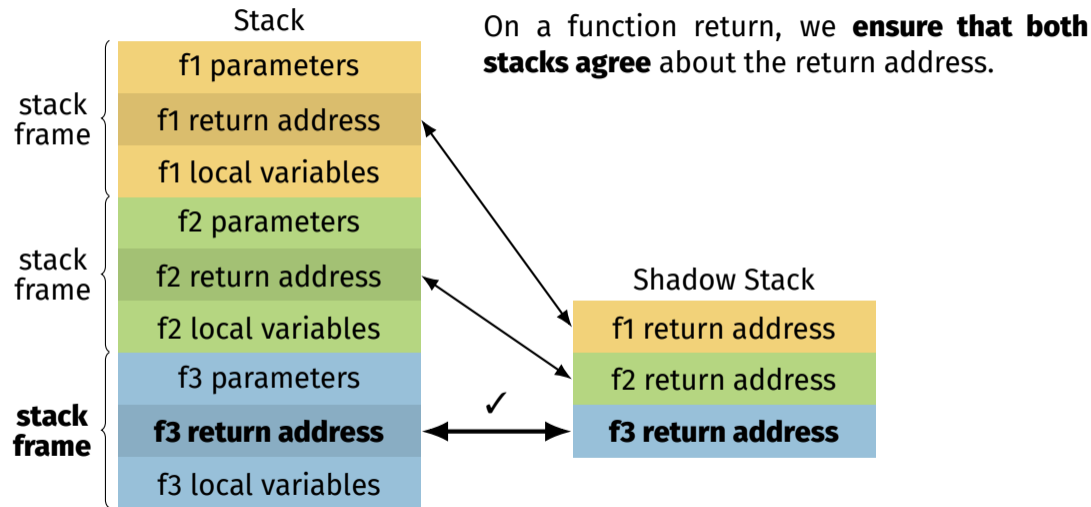 Stack
On a function return, we ensure that both
stacks agree about the return address.
stack
frame
f1 parameters
f1 return address
f1 local variables
stack
frame
f2 parameters
f2 return address
f2 local variables
stack
frame
f3 parameters
f3 return address
f3 local variables
Shadow Stack
f1 return address
f2 return address
✓
f3 return address